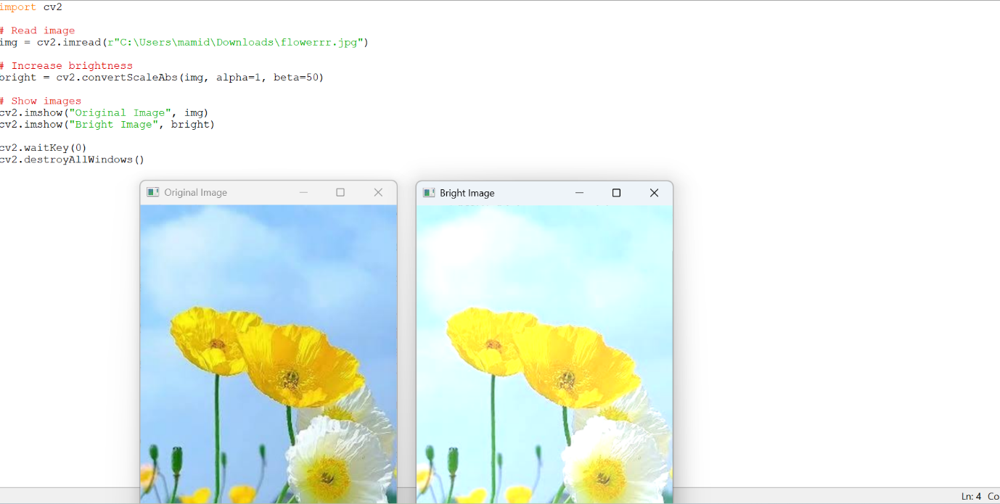 import cv2
# Read image
img = cv2.imread(r"C:\Users\mamid\Downloads\flowerrr.jpg")
# Increase brightness
bright = cv2.convertScaleAbs(img, alpha=1, beta=50)
# Show images
cv2.imshow("Original Image", img)
cv2.imshow("Bright Image", bright)
cv2.waitKey(0)
cv2.destroyAllWindows()
Original Image
Bright Image
Ln: 4 Co